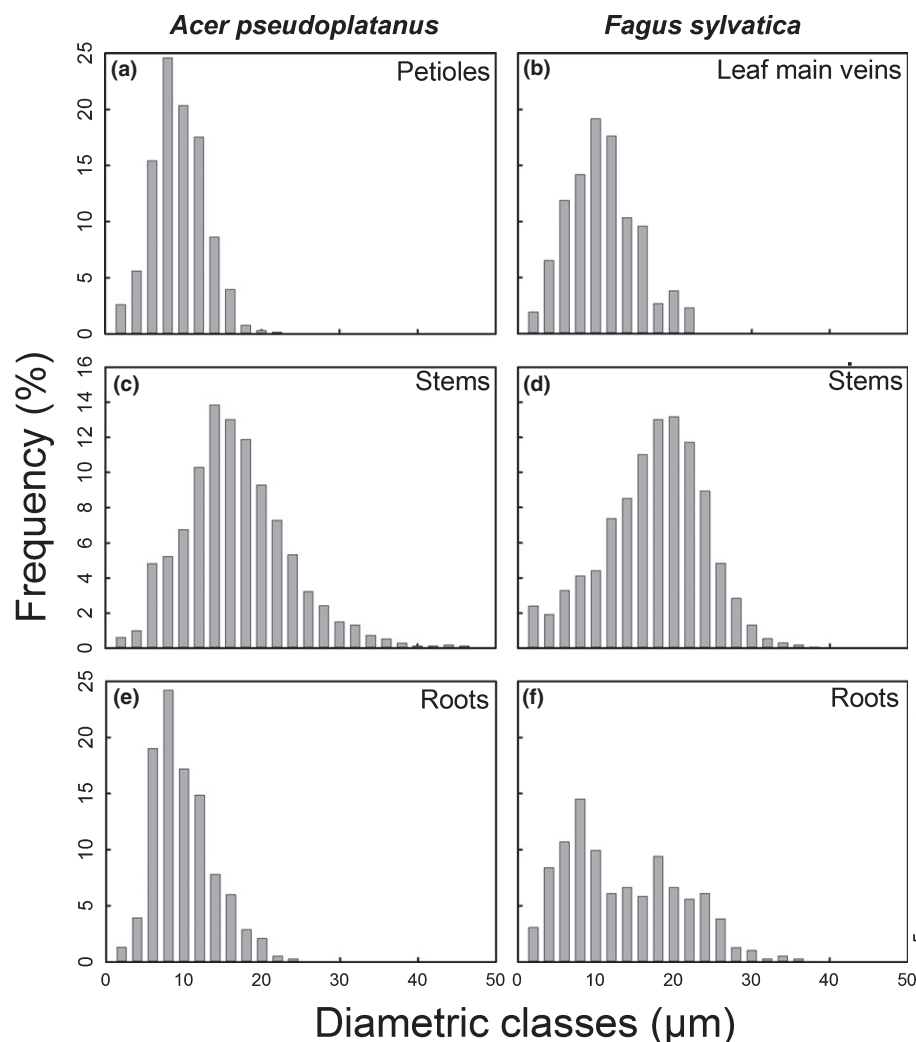 Acer pseudoplatanus
Fagus sylvatica
(a) Petioles
(b) Leaf main veins
25
20
15
10
5
0
(c) Stems
(d) Stems
16
14
12
10
8
6
4
2
0
(e) Roots
(f) Roots
25
20
15
10
5
0
0 10 20 30 40 50 0 10 20 30 40 50
Frequency (%)
Diametric classes (µm)